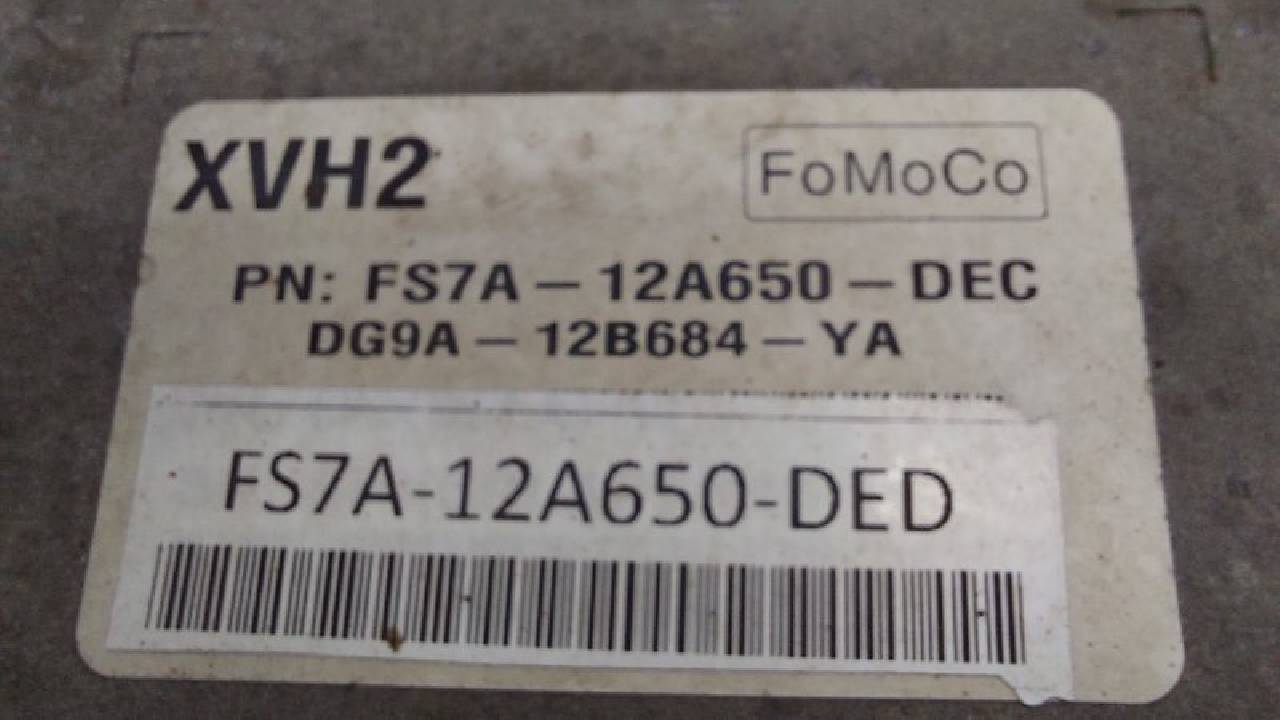 XVH2
FoMoCo
PN: FS7A-12A650-DEC
DG9A-12B684-YA
FS7A-12A650-DED